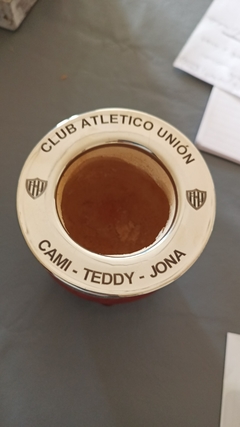 CLUB ATLETICO UNIÓN
CAMI - TEDDY - JONA